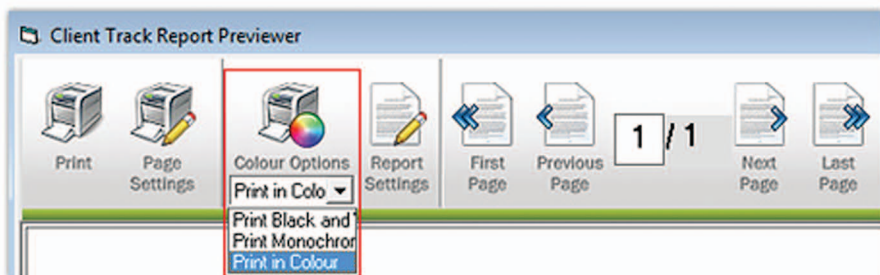 Client Track Report Previewer
Print
Page
Settings
Colour Options
Print in Colo
Print Black and
Print Monochror
Print in Colour
Report
Settings
First
Page
Previous
Page
1 / 1
Next
Page
Last
Page